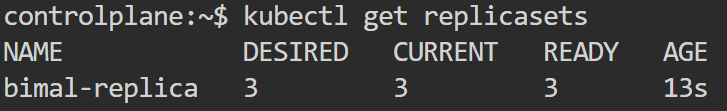 controlplane:~$ kubectl get replicasets
NAME            DESIRED   CURRENT   READY   AGE
bimal-replica   3         3         3       13s